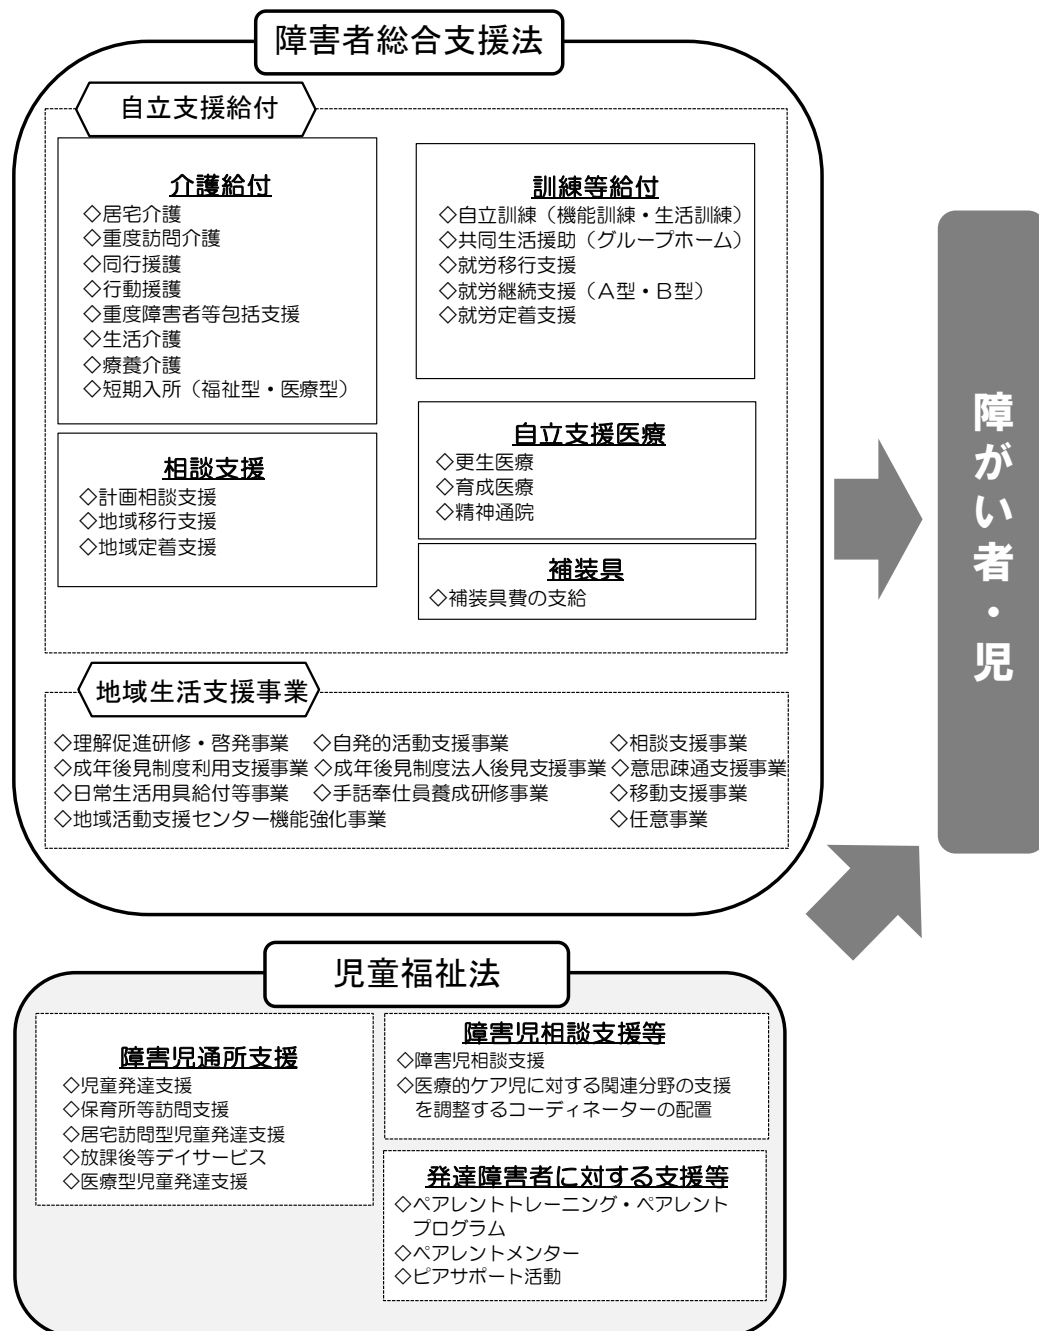 障害者総合支援法
自立支援給付
介護給付
◇居宅介護
◇重度訪問介護
◇同行援護
◇行動援護
◇重度障害者等包括支援
◇生活介護
◇療養介護
◇短期入所（福祉型・医療型）
訓練等給付
◇自立訓練（機能訓練・生活訓練）
◇共同生活援助（グループホーム）
◇就労移行支援
◇就労継続支援（Ａ型・Ｂ型）
◇就労定着支援
相談支援
◇計画相談支援
◇地域移行支援
◇地域定着支援
自立支援医療
◇更生医療
◇育成医療
◇精神通院
補装具
◇補装具費の支給
地域生活支援事業
◇理解促進研修・啓発事業 ◇自発的活動支援事業 ◇相談支援事業
◇成年後見制度利用支援事業 ◇成年後見制度法人後見支援事業 ◇意思疎通支援事業
◇日常生活用具給付等事業 ◇手話奉仕員養成研修事業 ◇移動支援事業
◇地域活動支援センター機能強化事業 ◇任意事業
障がい者・児
児童福祉法
障害児通所支援
◇児童発達支援
◇保育所等訪問支援
◇居宅訪問型児童発達支援
◇放課後等デイサービス
◇医療型児童発達支援
障害児相談支援等
◇障害児相談支援
◇医療的ケア児に対する関連分野の支援
を調整するコーディネーターの配置
発達障害者に対する支援等
◇ペアレントトレーニング・ペアレント
プログラム
◇ペアレントメンター
◇ピアサポート活動